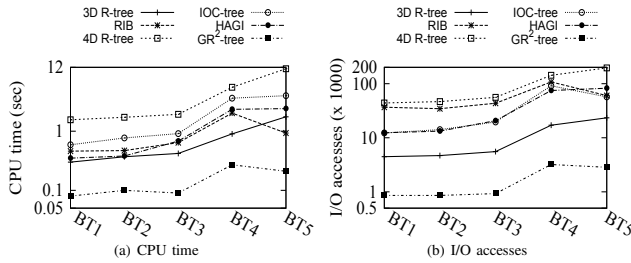 3D R-tree
RIB
4D R-tree
IOC-tree
HAGI
GR²-tree
12
1
0.1
0.05
CPU time (sec)
BT1
BT2
BT3
BT4
BT5
(a) CPU time
3D R-tree
RIB
4D R-tree
IOC-tree
HAGI
GR²-tree
200
100
10
1
0.5
I/O accesses (x 1000)
BT1
BT2
BT3
BT4
BT5
(b) I/O accesses